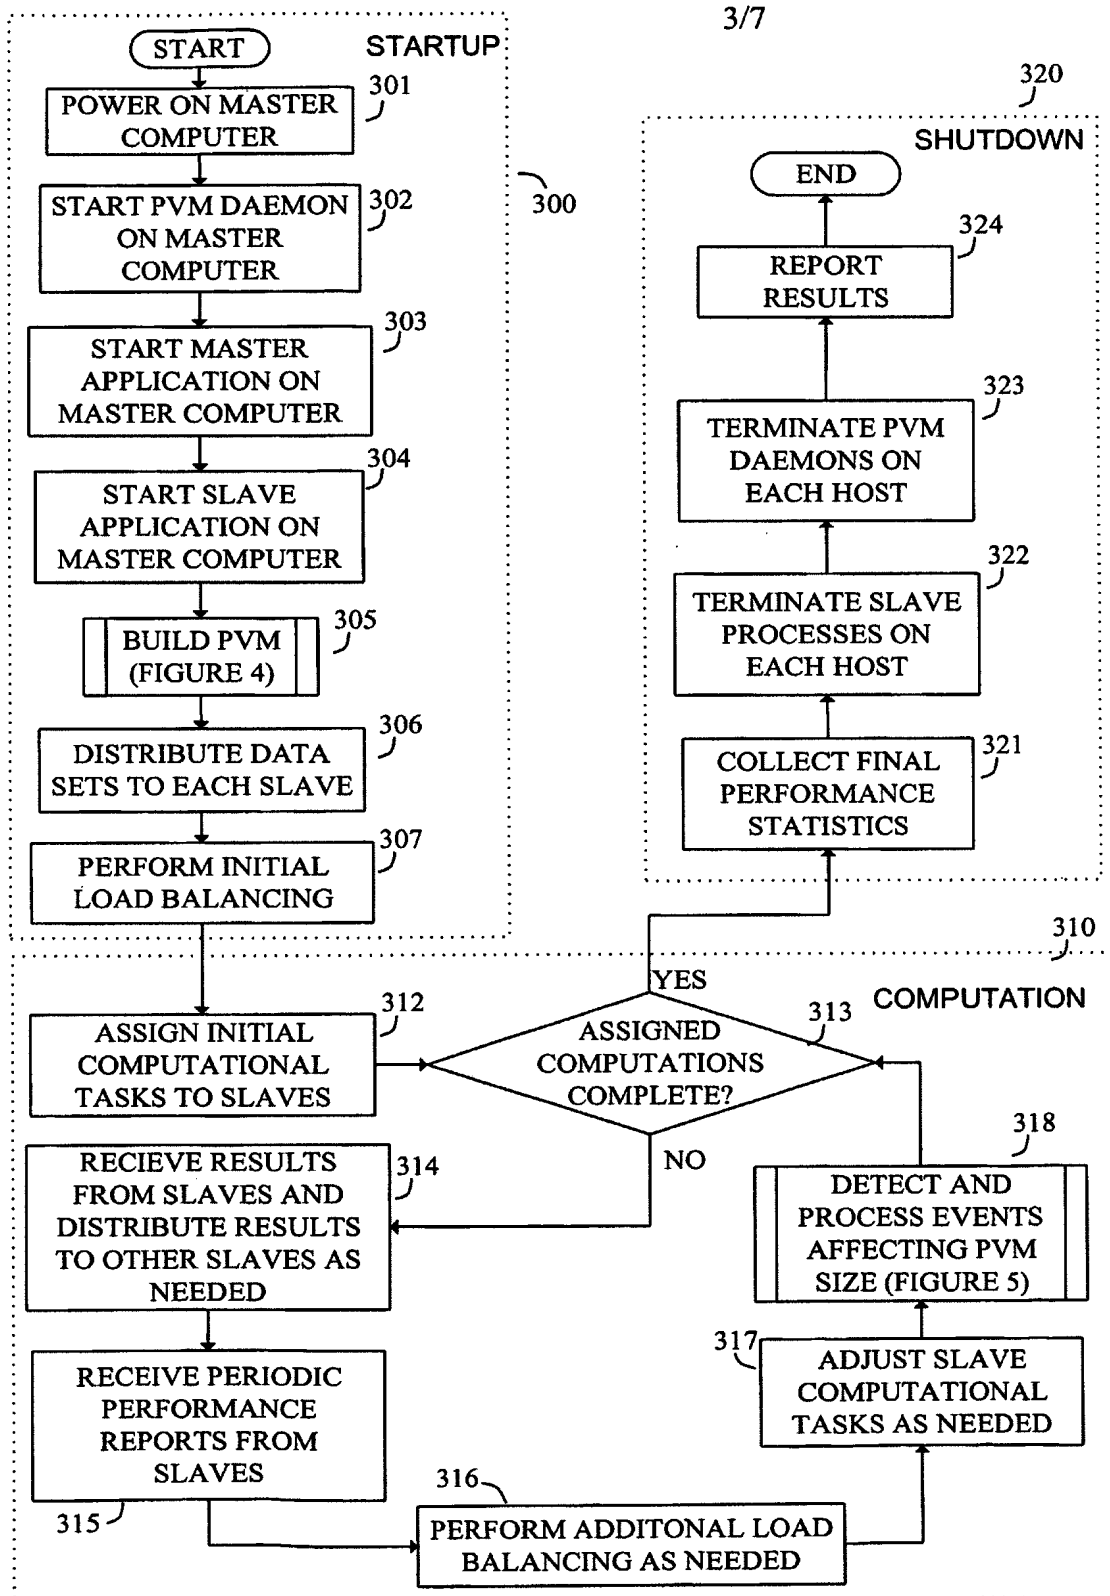 3/7
STARTUP
START
301
POWER ON MASTER
COMPUTER
302
START PVM DAEMON
ON MASTER
COMPUTER
300
303
START MASTER
APPLICATION ON
MASTER COMPUTER
304
START SLAVE
APPLICATION ON
MASTER COMPUTER
305
BUILD PVM
(FIGURE 4)
306
DISTRIBUTE DATA
SETS TO EACH SLAVE
307
PERFORM INITIAL
LOAD BALANCING
320
SHUTDOWN
END
324
REPORT
RESULTS
323
TERMINATE PVM
DAEMONS ON
EACH HOST
322
TERMINATE SLAVE
PROCESSES ON
EACH HOST
321
COLLECT FINAL
PERFORMANCE
STATISTICS
310
COMPUTATION
312
ASSIGN INITIAL
COMPUTATIONAL
TASKS TO SLAVES
YES
313
ASSIGNED
COMPUTATIONS
COMPLETE?
NO
314
RECIEVE RESULTS
FROM SLAVES AND
DISTRIBUTE RESULTS
TO OTHER SLAVES AS
NEEDED
315
RECEIVE PERIODIC
PERFORMANCE
REPORTS FROM
SLAVES
316
PERFORM ADDITONAL LOAD
BALANCING AS NEEDED
317
ADJUST SLAVE
COMPUTATIONAL
TASKS AS NEEDED
318
DETECT AND
PROCESS EVENTS
AFFECTING PVM
SIZE (FIGURE 5)